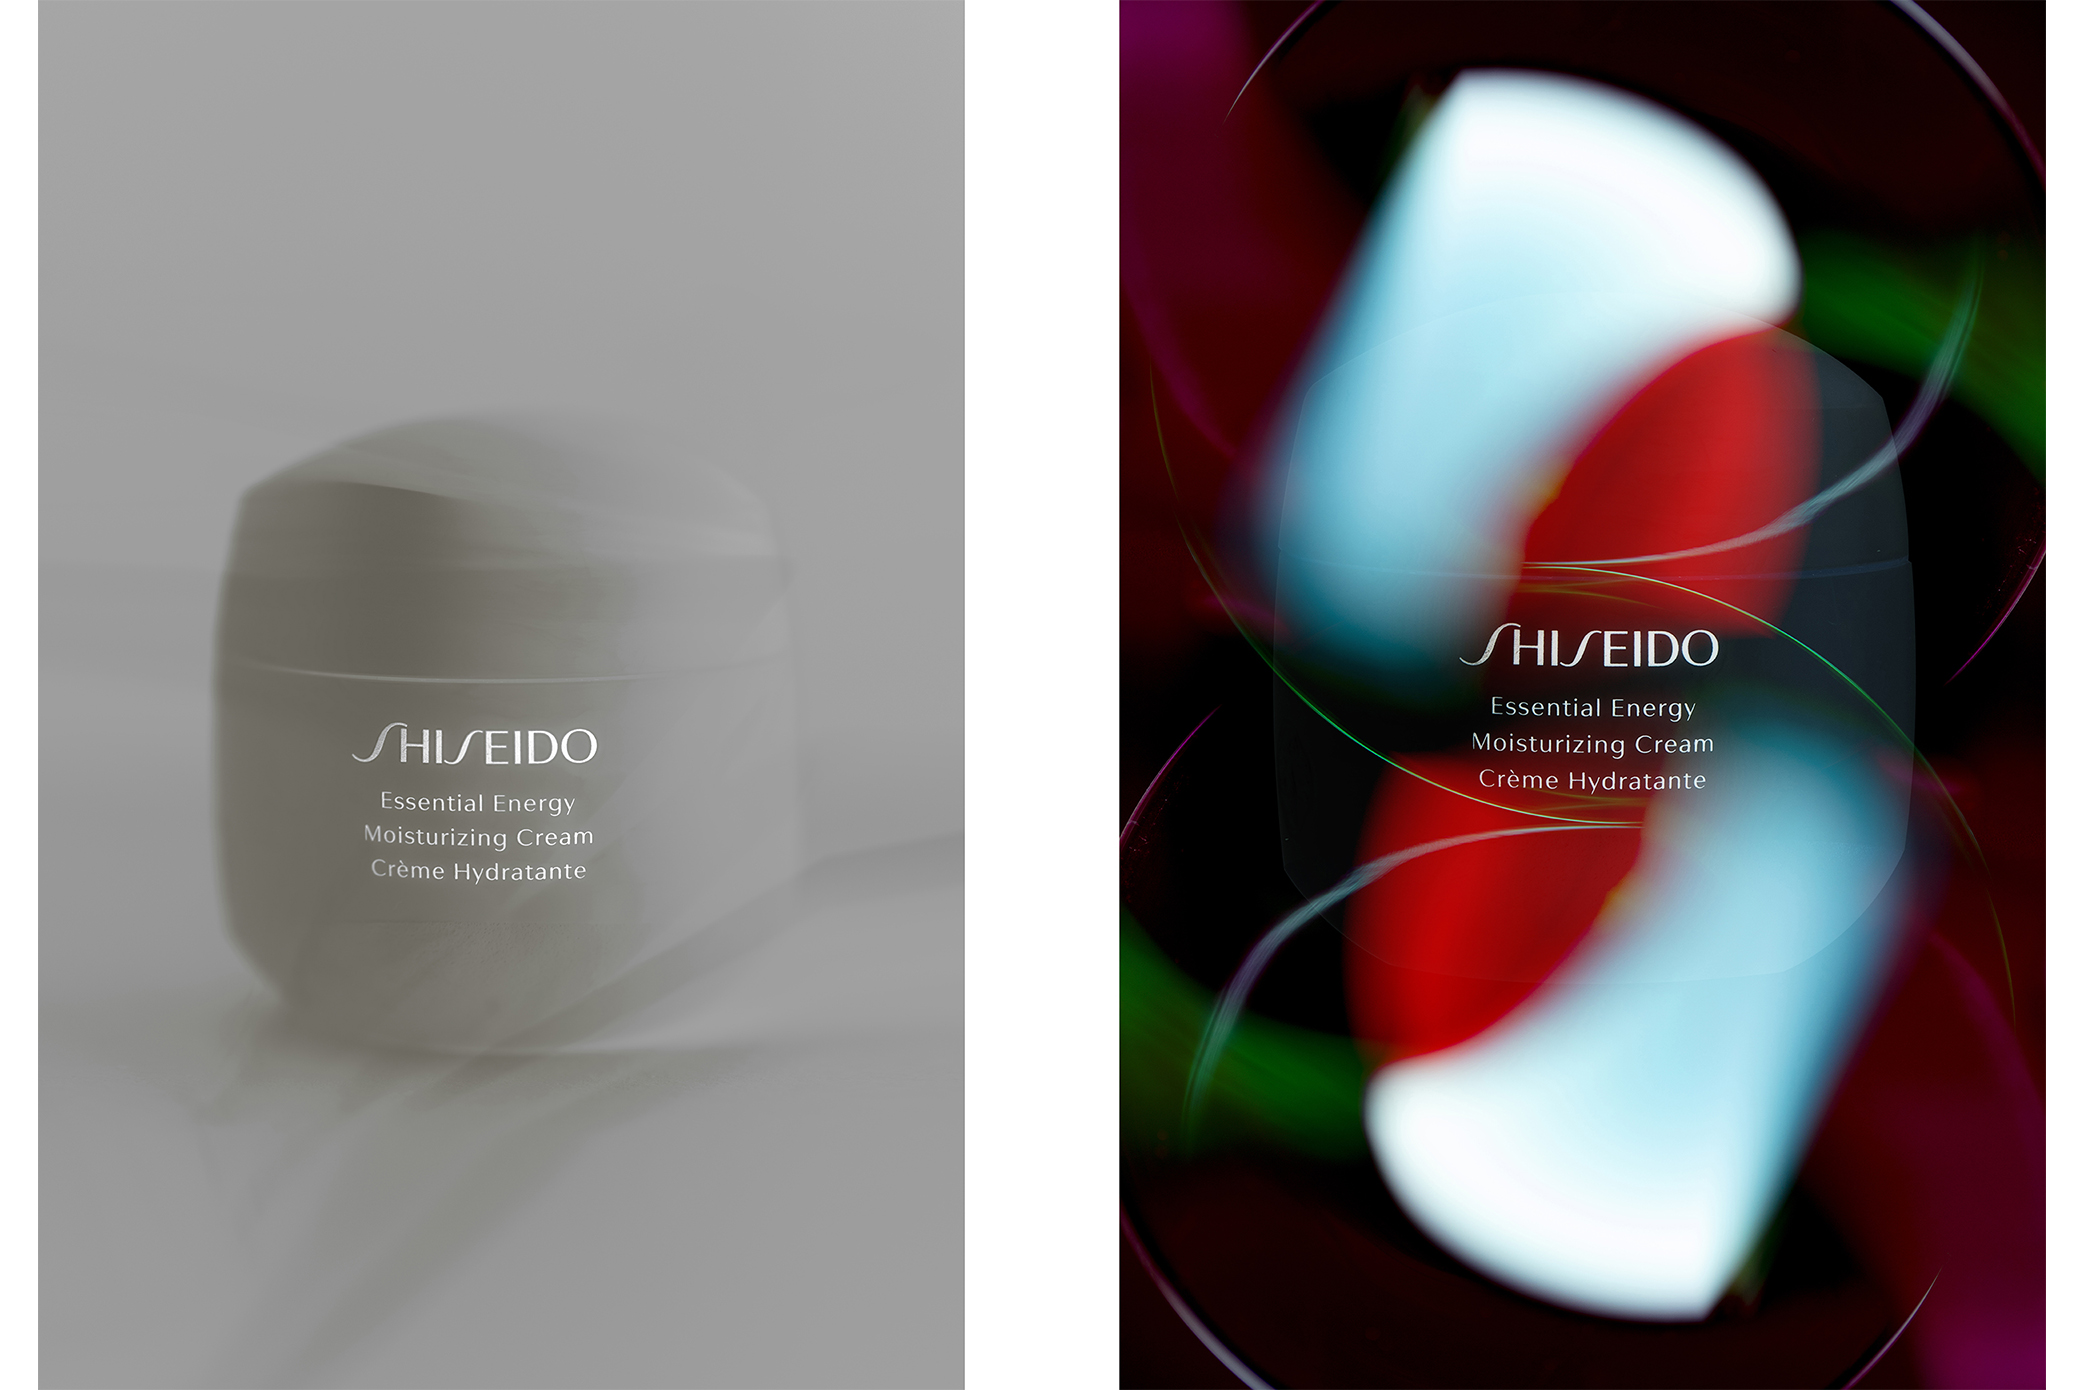 SHISEIDO
Essential Energy
Moisturizing Cream
Crème Hydratante
SHISEIDO
Essential Energy
Moisturizing Cream
Crème Hydratante